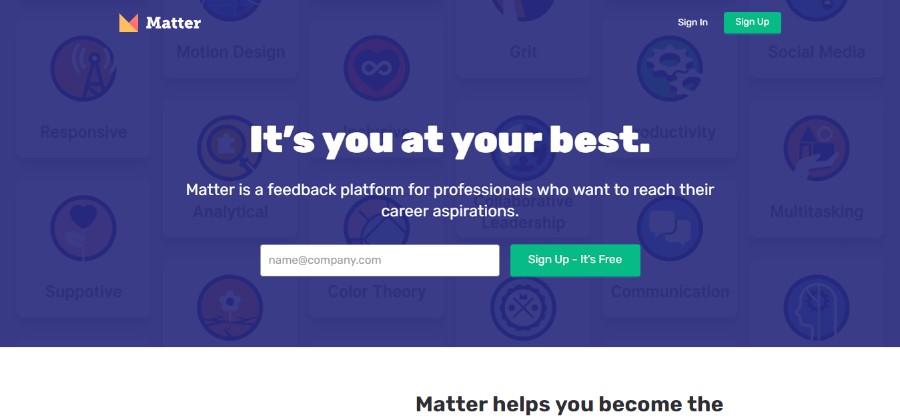 Matter
Sign In
Sign Up
Motion Design
Grit
Social Media
Responsive
It's you at your best.
Matter is a feedback platform for professionals who want to reach their
career aspirations.
Analytical
Collaborative
Leadership
Multitasking
name@company.com
Sign Up - It's Free
Suppotive
Color Theory
Communication
Matter helps you become the